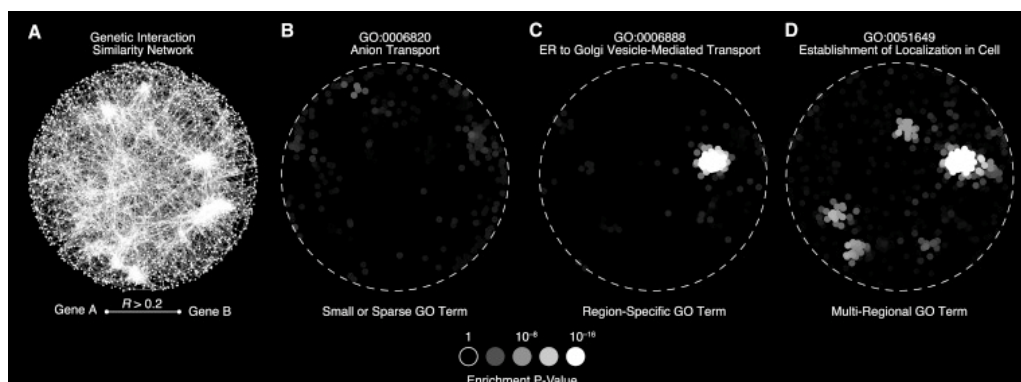 A
Genetic Interaction
Similarity Network
B
GO:0006820
Anion Transport
C
GO:0006888
ER to Golgi Vesicle-Mediated Transport
D
GO:0051649
Establishment of Localization in Cell
R > 0.2
Gene A
Gene B
Small or Sparse GO Term
Region-Specific GO Term
Multi-Regional GO Term
1
10⁻⁸
10⁻¹⁶
Enrichment P-Value